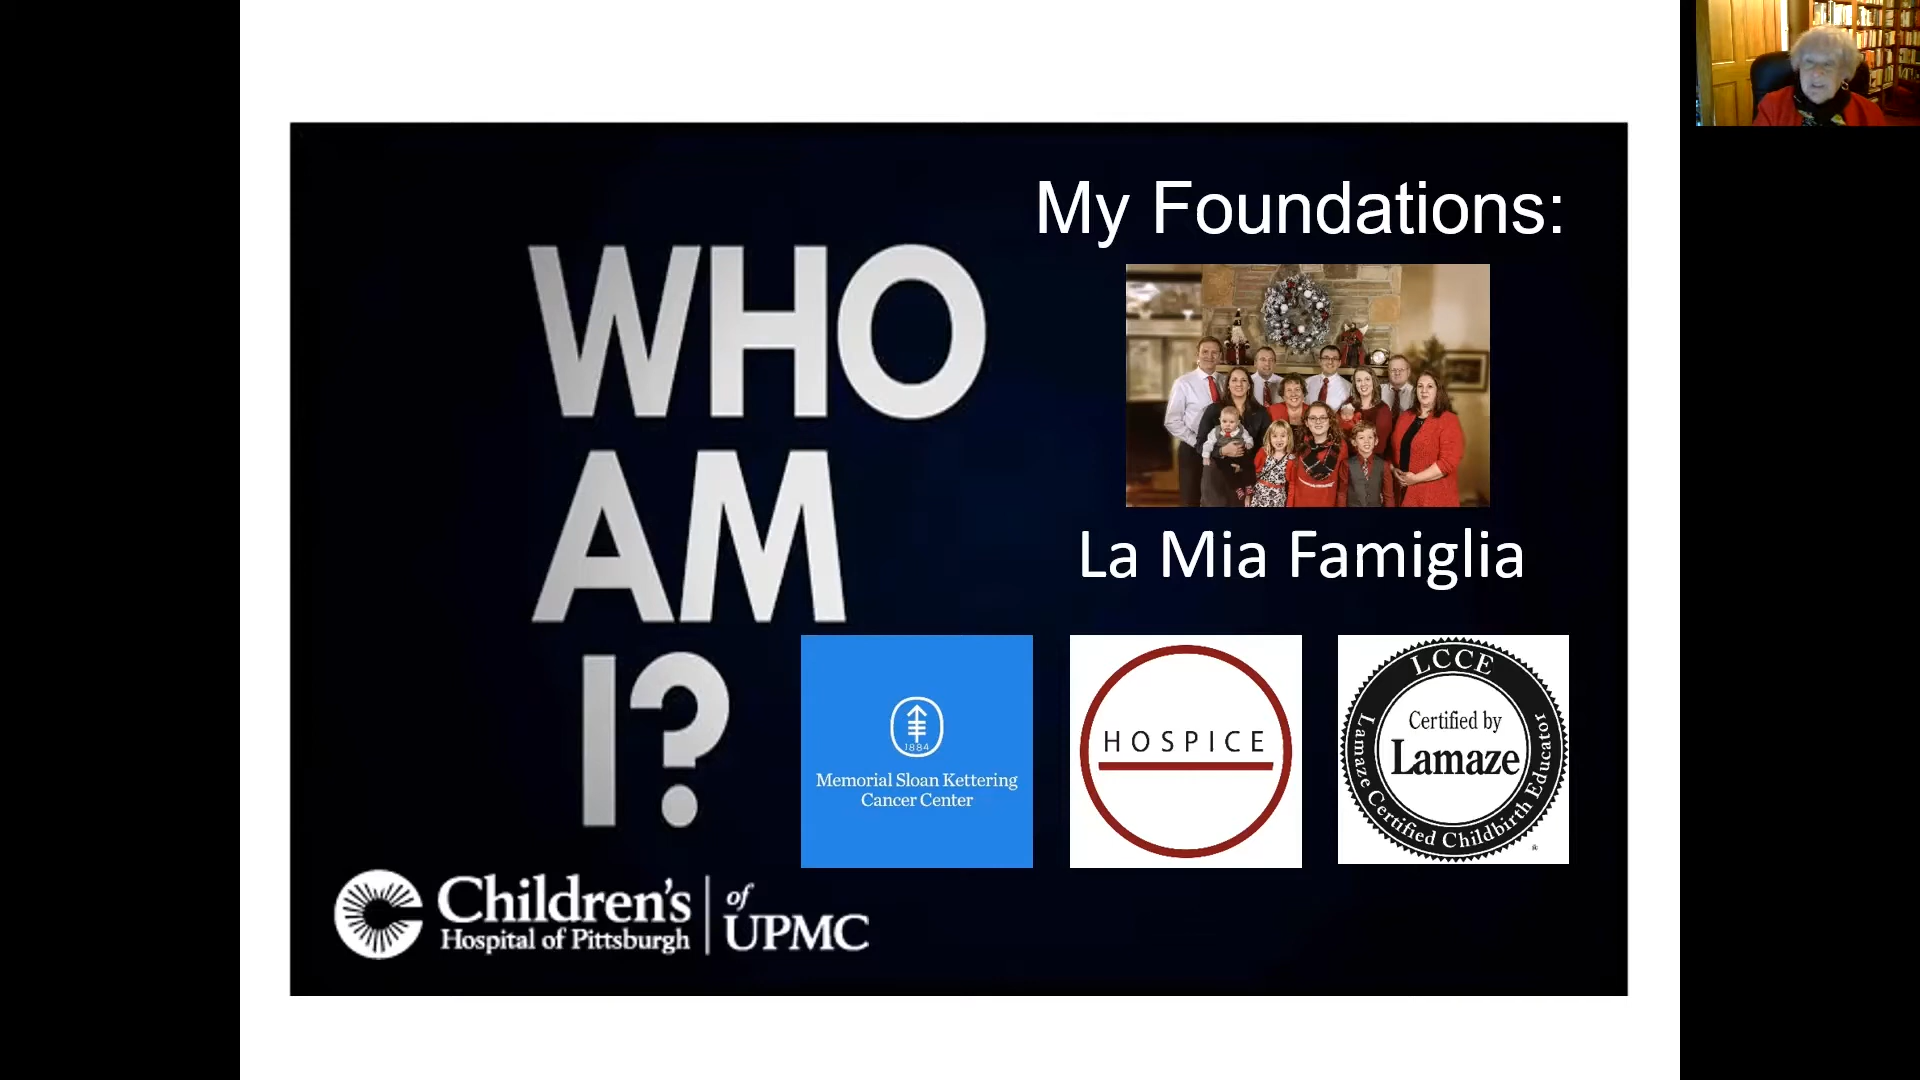 WHO
AM
I?
My Foundations:
La Mia Famiglia
1884
Memorial Sloan Kettering
Cancer Center
HOSPICE
LCCE
Certified by
Lamaze
Lamaze Certified Childbirth Educator
®
Children's
Hospital of Pittsburgh
of
UPMC